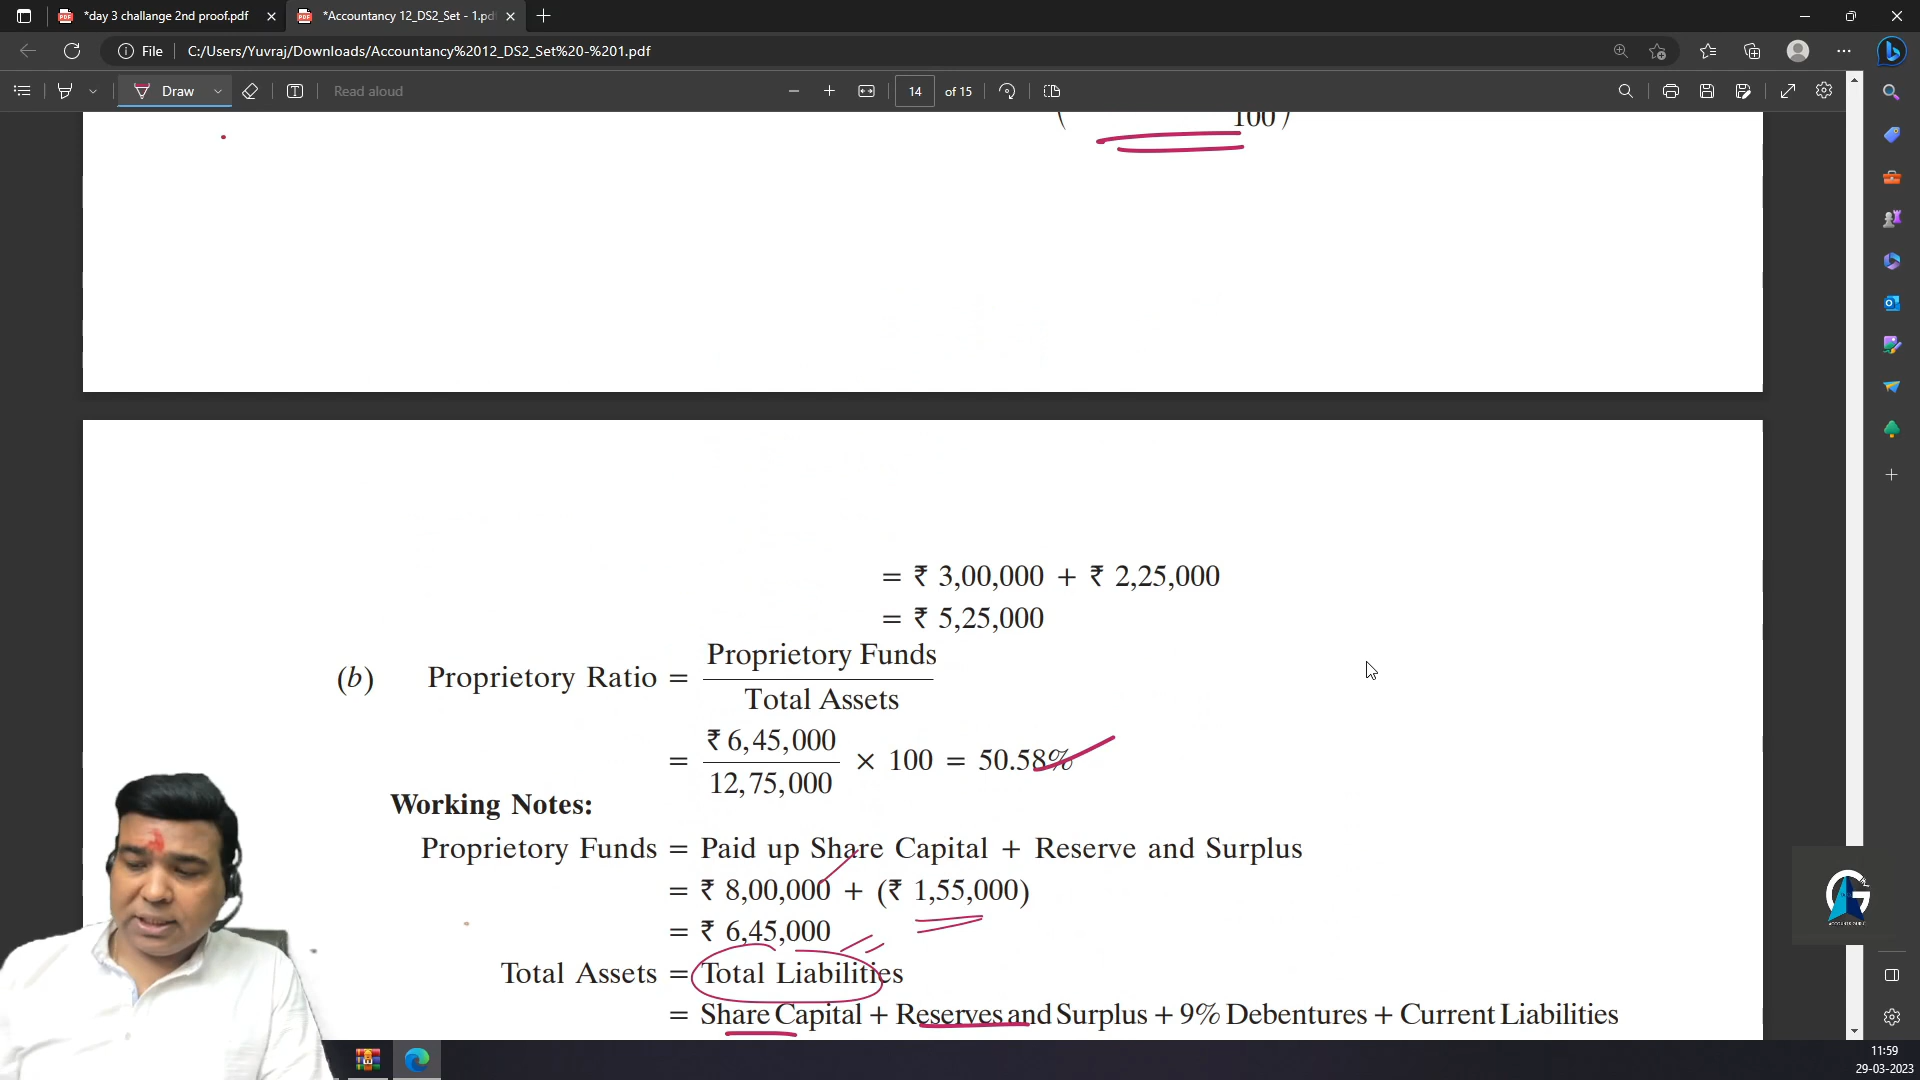 *day 3 challange 2nd proof.pdf
*Accountancy 12_DS2_Set - 1.pdf
File C:/Users/Yuvraj/Downloads/Accountancy%2012_DS2_Set%20-%201.pdf
Draw Read aloud 14 of 15
100)
= ₹ 3,00,000 + ₹ 2,25,000
= ₹ 5,25,000
(b) Proprietory Ratio = Proprietory Funds
Total Assets
= ₹ 6,45,000 × 100 = 50.58%
12,75,000
Working Notes:
Proprietory Funds = Paid up Share Capital + Reserve and Surplus
= ₹ 8,00,000 + (₹ 1,55,000)
= ₹ 6,45,000
Total Assets = Total Liabilities
= Share Capital + Reserves and Surplus + 9% Debentures + Current Liabilities
11:59
29-03-2023